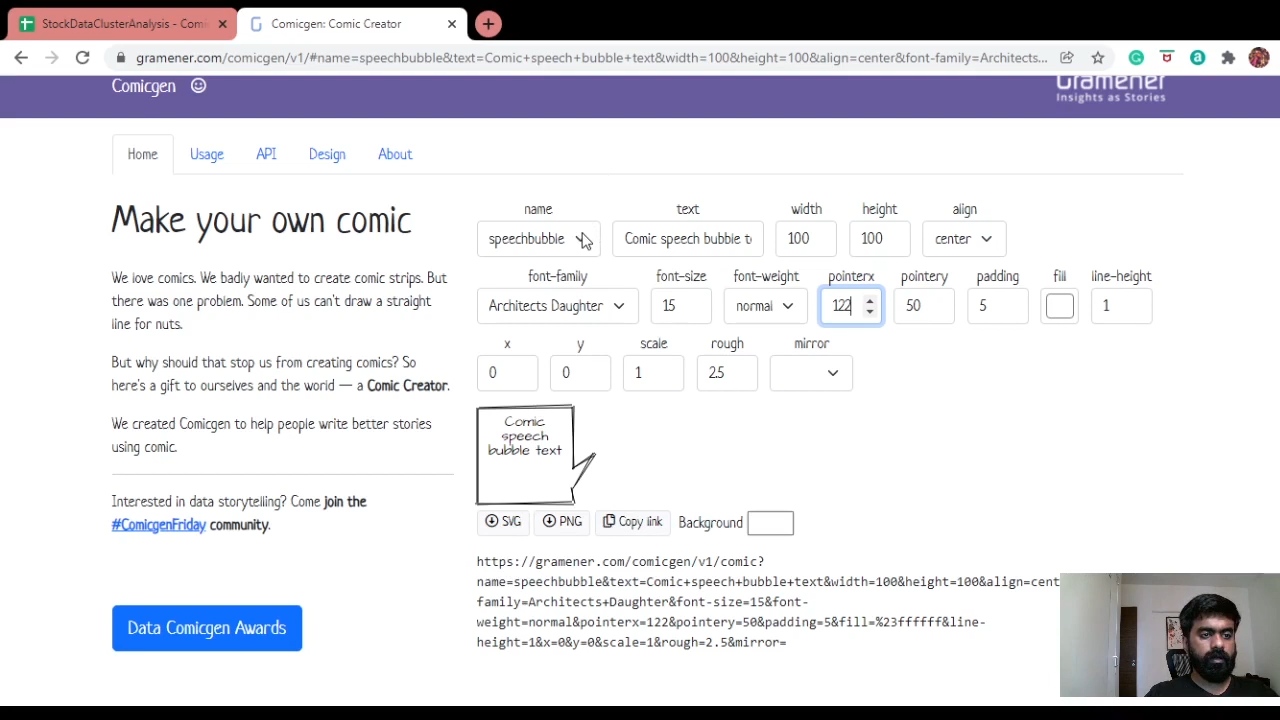 StockDataClusterAnalysis - Comi
Comicgen: Comic Creator
gramener.com/comicgen/v1/#name=speechbubble&text=Comic+speech+bubble+text&width=100&height=100&align=center&font-family=Architects...
Comicgen
Gramener
Insights as Stories
Home
Usage
API
Design
About
Make your own comic
We love comics. We badly wanted to create comic strips. But
there was one problem. Some of us can't draw a straight
line for nuts.
But why should that stop us from creating comics? So
here's a gift to ourselves and the world — a Comic Creator.
We created Comicgen to help people write better stories
using comic.
Interested in data storytelling? Come join the
#ComicgenFriday community.
Data Comicgen Awards
name text width height align
speechbubble Comic speech bubble t 100 100 center
font-family font-size font-weight pointerx pointery padding fill line-height
Architects Daughter 15 normal 122 50 5 1
x y scale rough mirror
0 0 1 2.5
Comic
speech
bubble text
SVG PNG Copy link Background
https://gramener.com/comicgen/v1/comic?
name=speechbubble&text=Comic+speech+bubble+text&width=100&height=100&align=cent
family=Architects+Daughter&font-size=15&font-
weight=normal&pointerx=122&pointery=50&padding=5&fill=%23ffffff&line-
height=1&x=0&y=0&scale=1&rough=2.5&mirror=